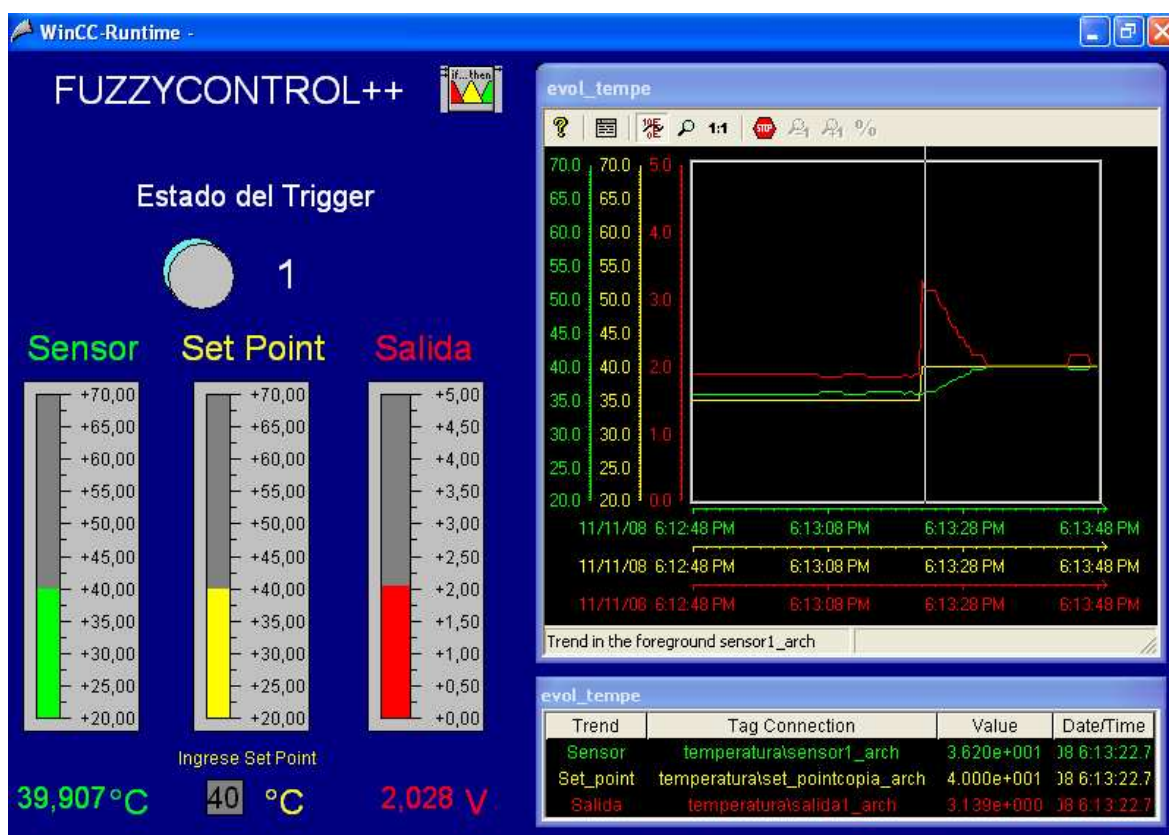 WinCC-Runtime -
FUZZYCONTROL++
if...then
Estado del Trigger
1
Sensor Set Point Salida
+70,00 +70,00 +5,00
+65,00 +65,00 +4,50
+60,00 +60,00 +4,00
+55,00 +55,00 +3,50
+50,00 +50,00 +3,00
+45,00 +45,00 +2,50
+40,00 +40,00 +2,00
+35,00 +35,00 +1,50
+30,00 +30,00 +1,00
+25,00 +25,00 +0,50
+20,00 +20,00 +0,00
Ingrese Set Point
39,907 °C 40 °C 2,028 V
evol_tempe
1:1 STOP
70.0 70.0 5.0
65.0 65.0
60.0 60.0 4.0
55.0 55.0
50.0 50.0 3.0
45.0 45.0
40.0 40.0 2.0
35.0 35.0
30.0 30.0 1.0
25.0 25.0
20.0 20.0 0.0
11/11/08 6:12:48 PM 6:13:08 PM 6:13:28 PM 6:13:48 PM
11/11/08 6:12:48 PM 6:13:08 PM 6:13:28 PM 6:13:48 PM
11/11/08 6:12:48 PM 6:13:08 PM 6:13:28 PM 6:13:48 PM
Trend in the foreground sensor1_arch
evol_tempe
Trend Tag Connection Value Date/Time
Sensor temperatura\sensor1_arch 3.620e+001 08 6:13:22.7
Set_point temperatura\set_pointcopia_arch 4.000e+001 08 6:13:22.7
Salida temperatura\salida1_arch 3.139e+000 08 6:13:22.7